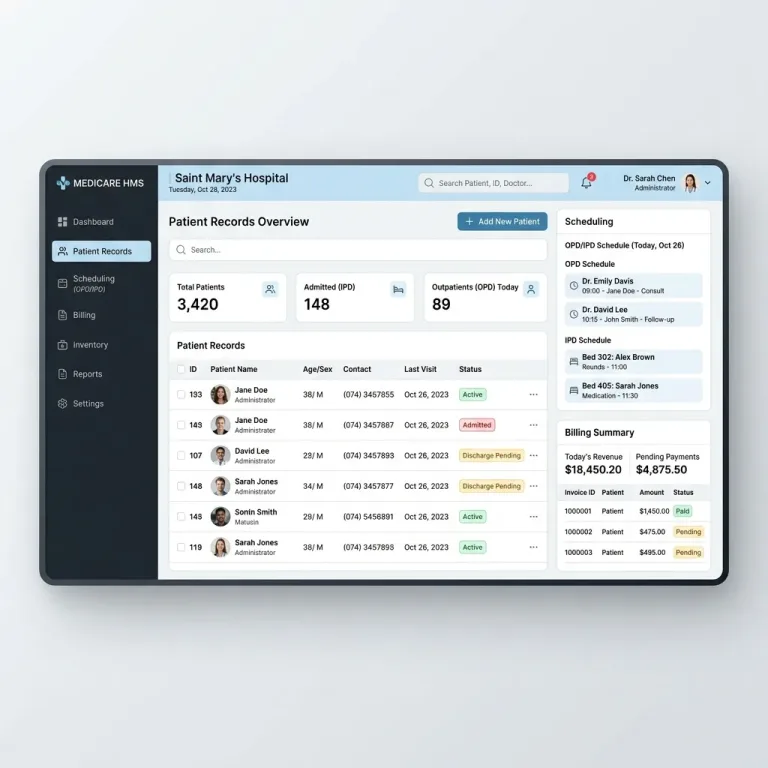 MEDICARE HMS
Dashboard
Patient Records
Scheduling
(OPD/IPD)
Billing
Inventory
Reports
Settings
Saint Mary's Hospital
Tuesday, Oct 28, 2023
Search Patient, ID, Doctor...
3
Dr. Sarah Chen
Administrator
Patient Records Overview
+ Add New Patient
Search...
Total Patients
3,420
Admitted (IPD)
148
Outpatients (OPD) Today
89
Patient Records
ID Patient Name Age/Sex Contact Last Visit Status
133 Jane Doe Administrator 38/ M (074) 3457855 Oct 26, 2023 Active
143 Jane Doe Administrator 38/ M (074) 3457867 Oct 26, 2023 Admitted
107 David Lee Administrator 23/ M (074) 3457893 Oct 26, 2023 Discharge Pending
148 Sarah Jones Administrator 34/ M (074) 3457877 Oct 26, 2023 Discharge Pending
145 Sonin Smith Matucin 29/ M (074) 5456891 Oct 26, 2023 Active
119 Sarah Jones Administrator 38/ M (074) 3457895 Oct 26, 2023 Active
Scheduling
OPD/IPD Schedule (Today, Oct 26)
OPD Schedule
Dr. Emily Davis
09:00 - Jane Doe - Consult
Dr. David Lee
10:15 - John Smith - Follow-up
IPD Schedule
Bed 302: Alex Brown
Rounds - 11:00
Bed 405: Sarah Jones
Medication - 11:30
Billing Summary
Today's Revenue
$18,450.20
Pending Payments
$4,875.50
Invoice ID Patient Amount Status
1000001 Patient $1,450.00 Paid
1000002 Patient $475.00 Pending
1000003 Patient $495.00 Pending